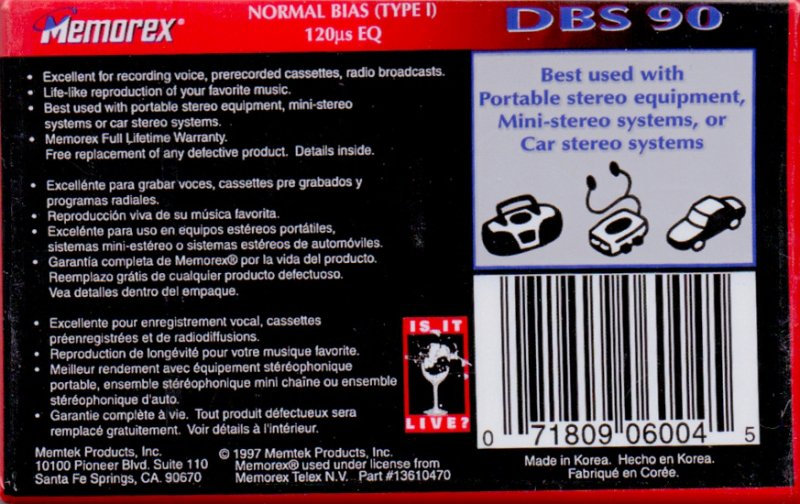 Memorex®
NORMAL BIAS (TYPE I)
120µs EQ
DBS 90
• Excellent for recording voice, prerecorded cassettes, radio broadcasts.
• Life-like reproduction of your favorite music.
• Best used with portable stereo equipment, mini-stereo
systems or car stereo systems.
• Memorex Full Lifetime Warranty.
Free replacement of any defective product. Details inside.
• Excellénte para grabar voces, cassettes pre grabados y
programas radiales.
• Reproducción viva de su música favorita.
• Excelénte para uso en equipos estéreos portátiles,
sistemas mini-estéreo o sistemas estéreos de automóviles.
• Garantía completa de Memorex® por la vida del producto.
Reemplazo grátis de cualquier producto defectuoso.
Vea detalles dentro del empaque.
• Excellente pour enregistrement vocal, cassettes
préenregistrées et de radiodiffusions.
• Reproduction de longévité pour votre musique favorite.
• Meilleur rendement avec équipement stéréophonique
portable, ensemble stéréophonique mini chaîne ou ensemble
stéréophonique d'auto.
• Garantie complète à vie. Tout produit défectueux sera
remplacé gratuitement. Voir détails à l'intérieur.
Memtek Products, Inc.
10100 Pioneer Blvd. Suite 110
Santa Fe Springs, CA. 90670
© 1997 Memtek Products, Inc.
Memorex® used under license from
Memorex Telex N.V. Part #13610470
IS IT
LIVE?
Best used with
Portable stereo equipment,
Mini-stereo systems, or
Car stereo systems
0 71809 06004 5
Made in Korea. Hecho en Korea.
Fabriqué en Corée.